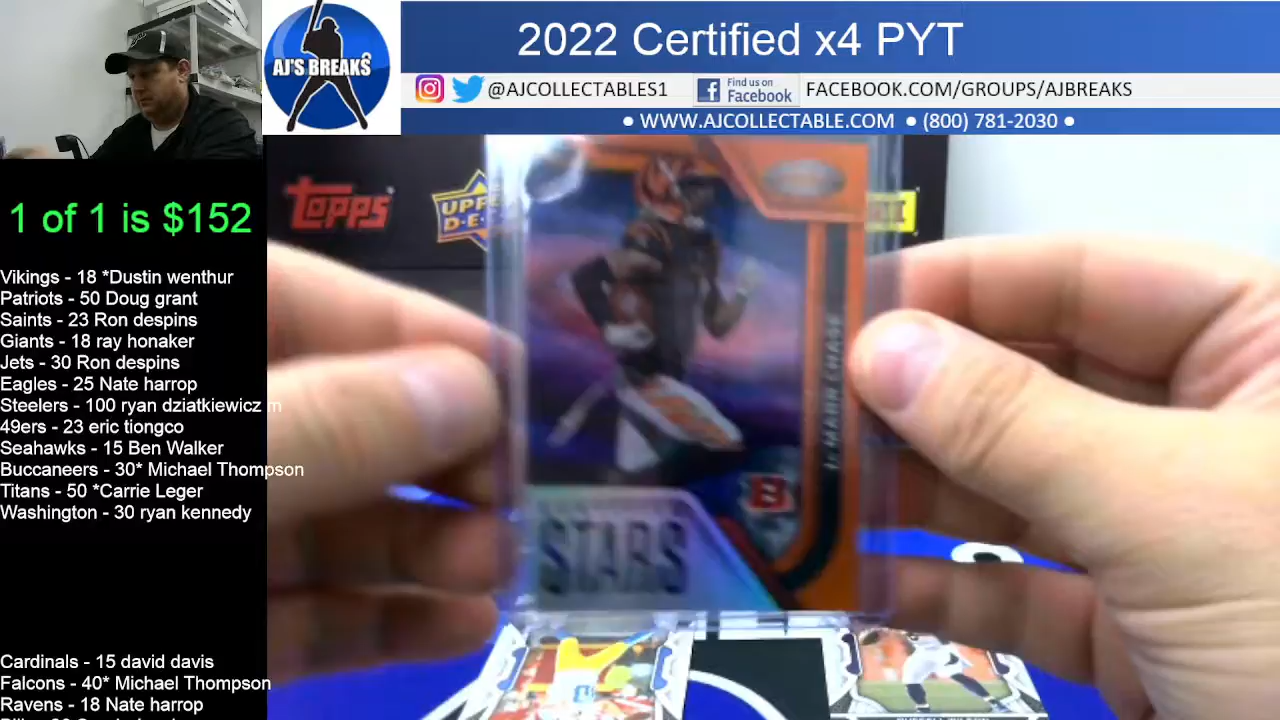 AJ'S BREAKS
2022 Certified x4 PYT
@AJCOLLECTABLES1
Find us on
Facebook
FACEBOOK.COM/GROUPS/AJBREAKS
● WWW.AJCOLLECTABLE.COM ● (800) 781-2030 ●
1 of 1 is $152
Vikings - 18 *Dustin wenthur
Patriots - 50 Doug grant
Saints - 23 Ron despins
Giants - 18 ray honaker
Jets - 30 Ron despins
Eagles - 25 Nate harrop
Steelers - 100 ryan dziatkiewicz m
49ers - 23 eric tiongco
Seahawks - 15 Ben Walker
Buccaneers - 30* Michael Thompson
Titans - 50 *Carrie Leger
Washington - 30 ryan kennedy
Cardinals - 15 david davis
Falcons - 40* Michael Thompson
Ravens - 18 Nate harrop
TOPPS
UPPE
D·E
JA'MARR CHASE
B
STARS